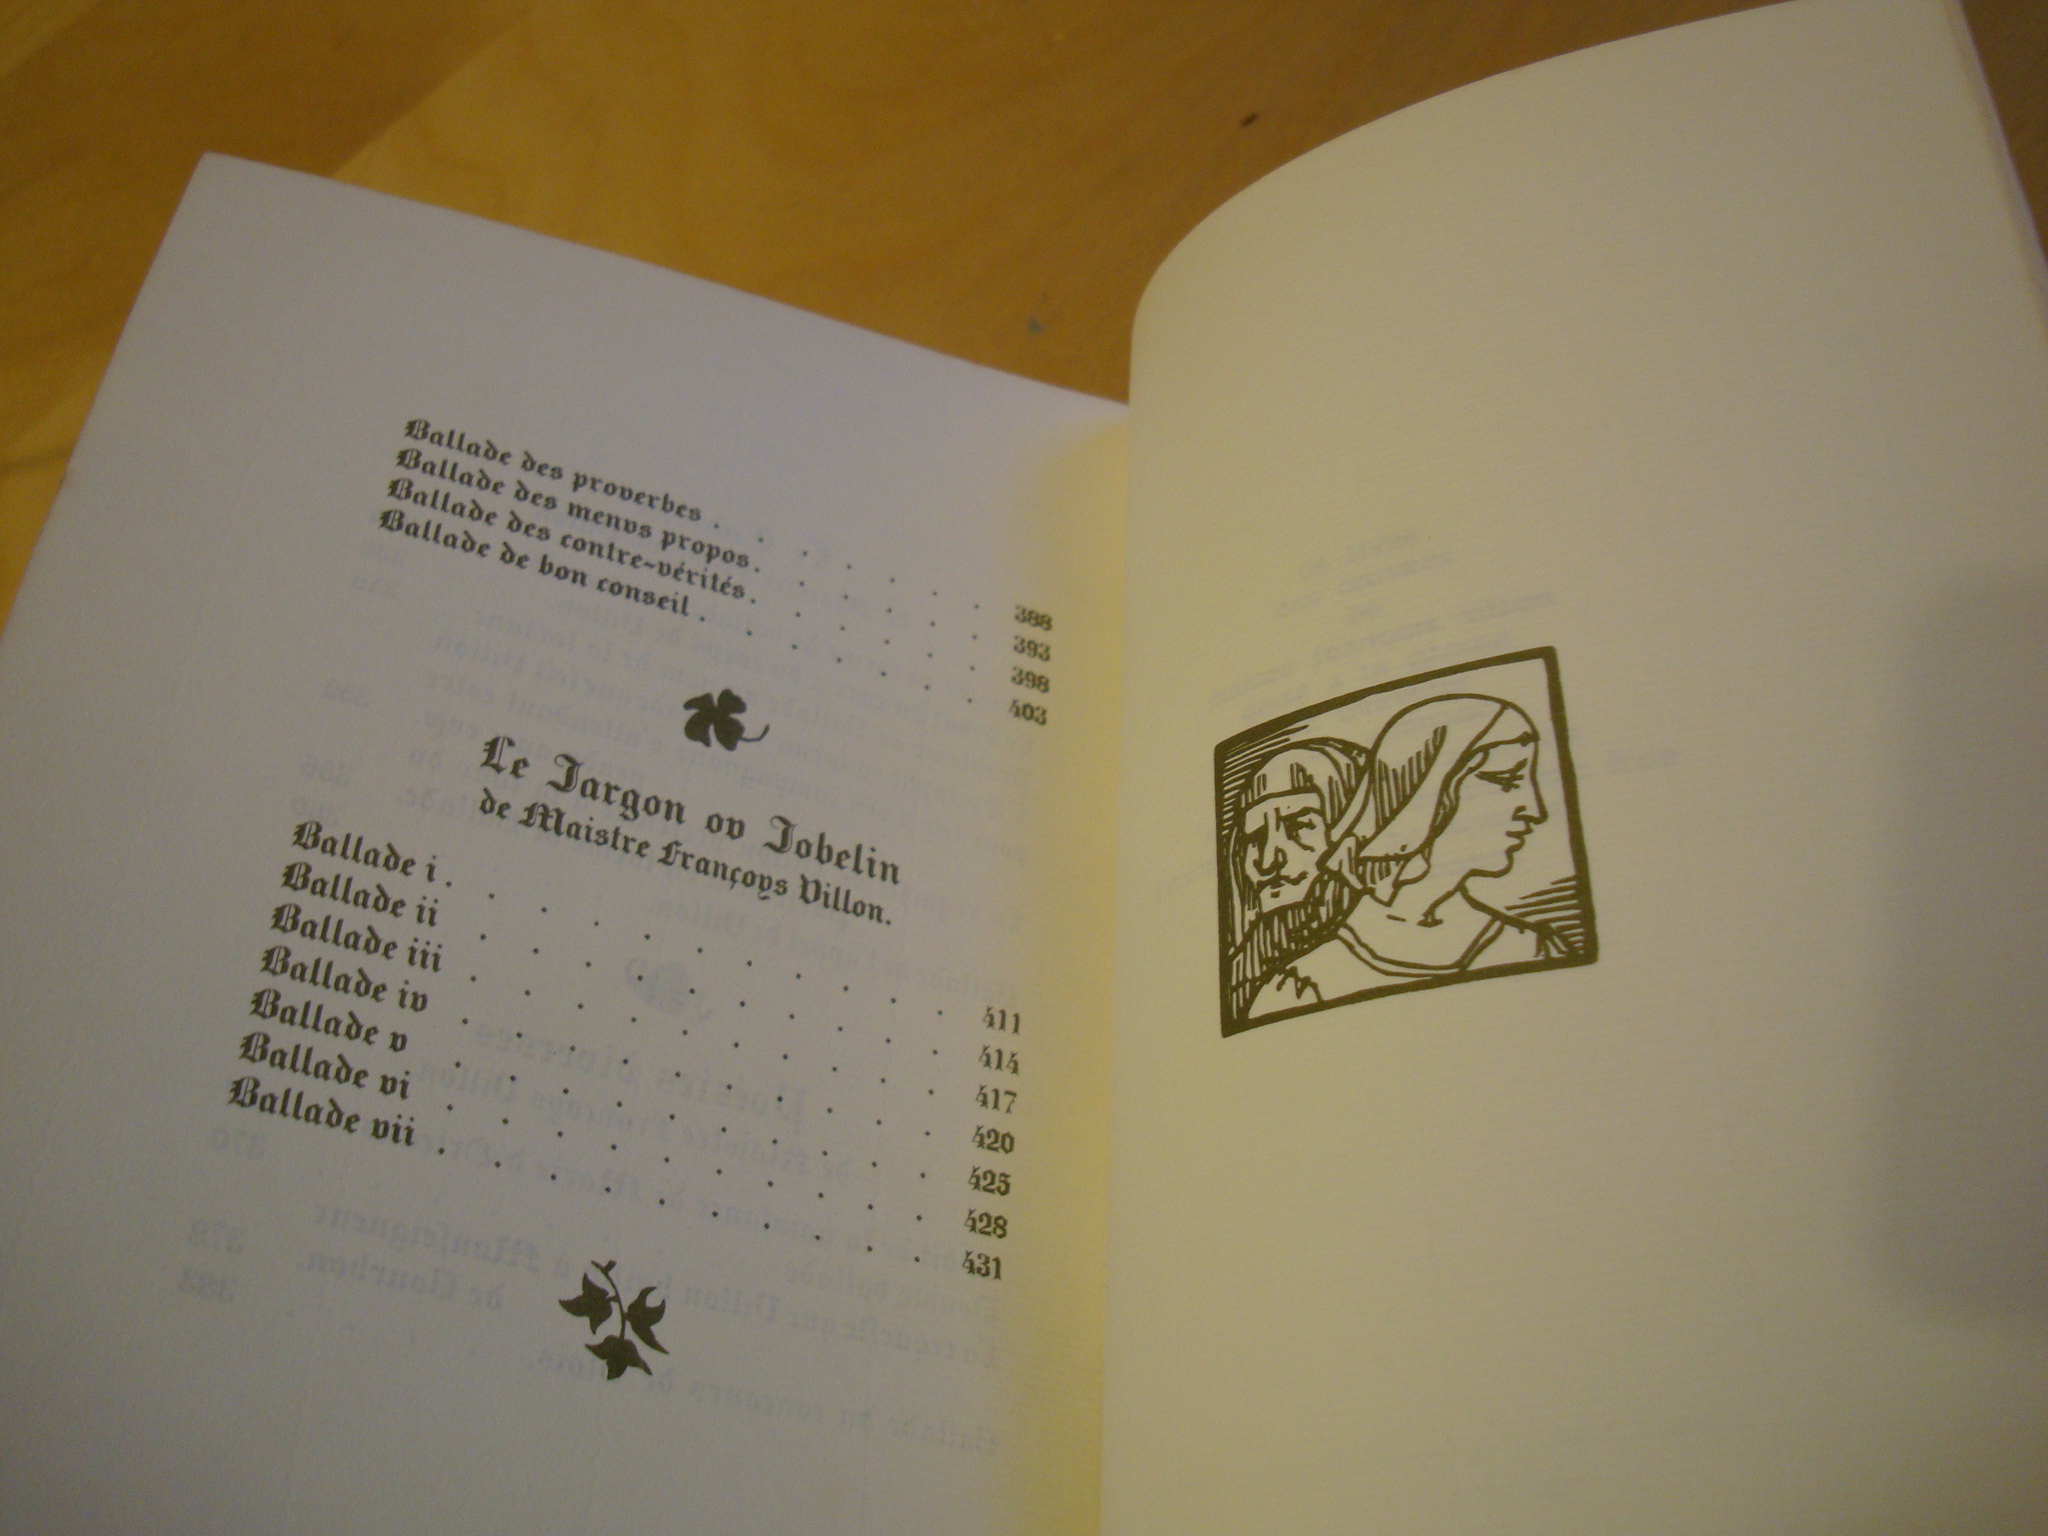 Ballade des proverbes . . . . . . . 388
Ballade des menvs propos . . . . . . 393
Ballade des contre-vérités . . . . . . 398
Ballade de bon conseil . . . . . . . 403
Le Jargon ov Jobelin
de Maistre Françoys Villon.
Ballade i . . . . . . . . . . 411
Ballade ii . . . . . . . . . . 414
Ballade iii . . . . . . . . . . 417
Ballade iv . . . . . . . . . . 420
Ballade v . . . . . . . . . . 425
Ballade vi . . . . . . . . . . 428
Ballade vii . . . . . . . . . . 431